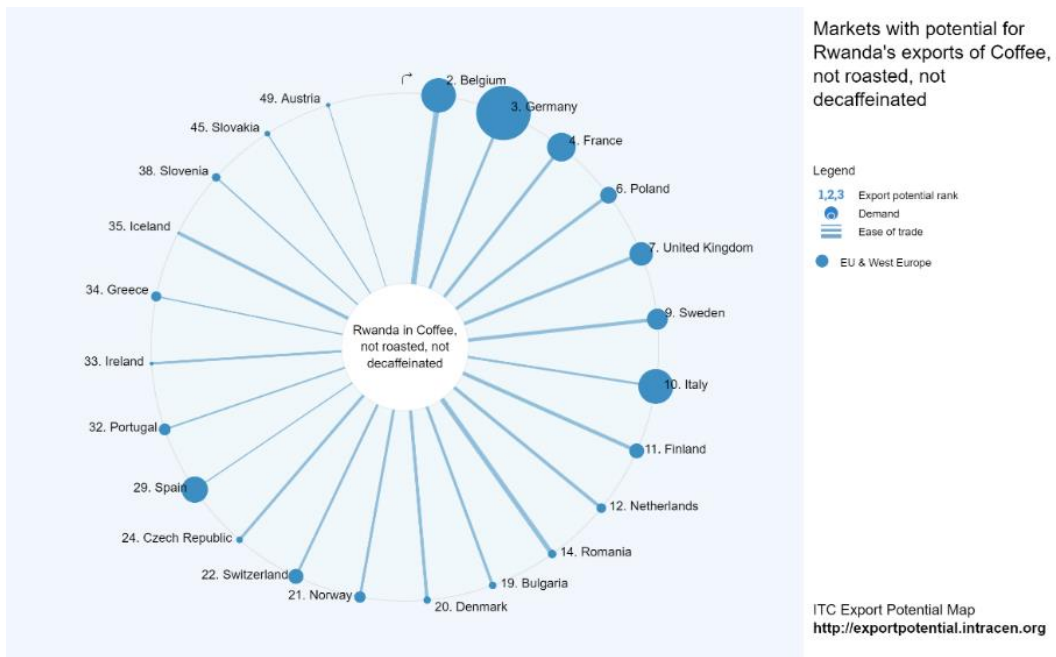 Markets with potential for
Rwanda's exports of Coffee,
not roasted, not
decaffeinated
Legend
1,2,3 Export potential rank
Demand
Ease of trade
EU & West Europe
2. Belgium
3. Germany
4. France
6. Poland
7. United Kingdom
9. Sweden
10. Italy
11. Finland
12. Netherlands
14. Romania
19. Bulgaria
20. Denmark
21. Norway
22. Switzerland
24. Czech Republic
29. Spain
32. Portugal
33. Ireland
34. Greece
35. Iceland
38. Slovenia
45. Slovakia
49. Austria
Rwanda in Coffee,
not roasted, not
decaffeinated
ITC Export Potential Map
http://exportpotential.intracen.org